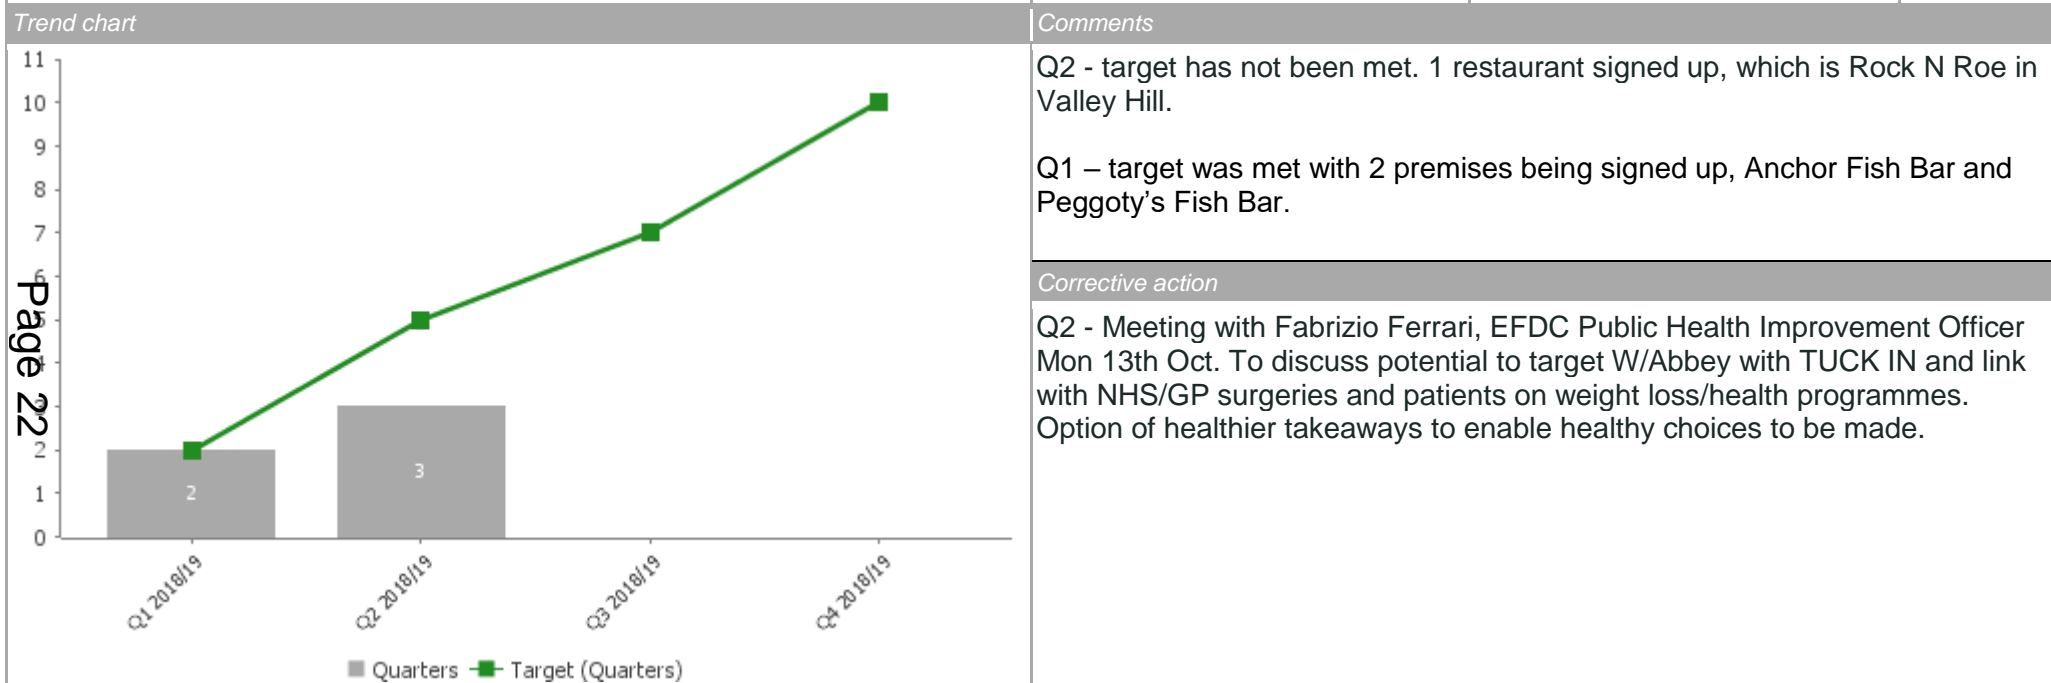 Trend chart
11
10
9
8
7
6
5
4
3
2
1
0
2
3
Q1 2018/19
Q2 2018/19
Q3 2018/19
Q4 2018/19
Quarters
Target (Quarters)
Page 22
Comments
Q2 - target has not been met. 1 restaurant signed up, which is Rock N Roe in
Valley Hill.
Q1 – target was met with 2 premises being signed up, Anchor Fish Bar and
Peggoty’s Fish Bar.
Corrective action
Q2 - Meeting with Fabrizio Ferrari, EFDC Public Health Improvement Officer
Mon 13th Oct. To discuss potential to target W/Abbey with TUCK IN and link
with NHS/GP surgeries and patients on weight loss/health programmes.
Option of healthier takeaways to enable healthy choices to be made.